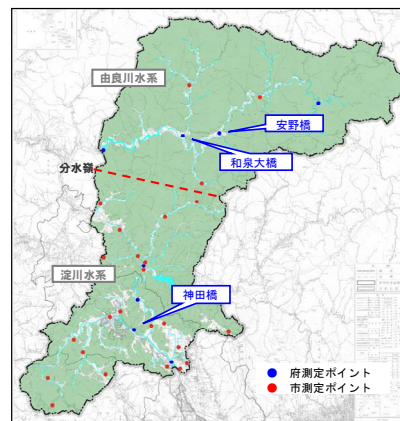 由良川水系
安野橋
和泉大橋
分水嶺
淀川水系
神田橋
府測定ポイント
市測定ポイント